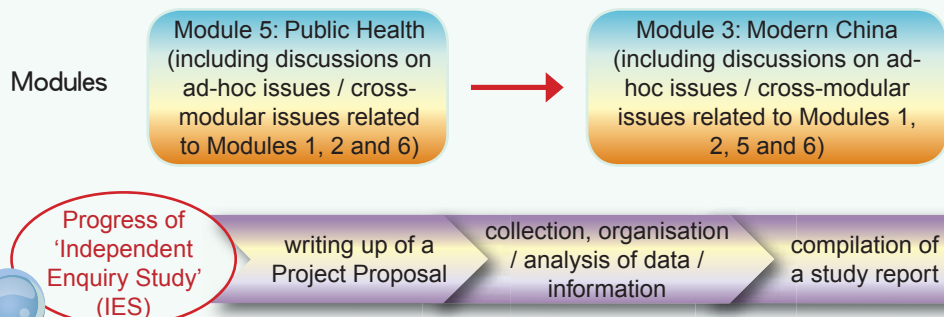 Modules
Module 5: Public Health
(including discussions on
ad-hoc issues / cross-
modular issues related
to Modules 1, 2 and 6)
Module 3: Modern China
(including discussions on ad-
hoc issues / cross-modular
issues related to Modules 1,
2, 5 and 6)
Progress of
‘Independent
Enquiry Study’
(IES)
writing up of a
Project Proposal
collection, organisation
/ analysis of data /
information
compilation of
a study report